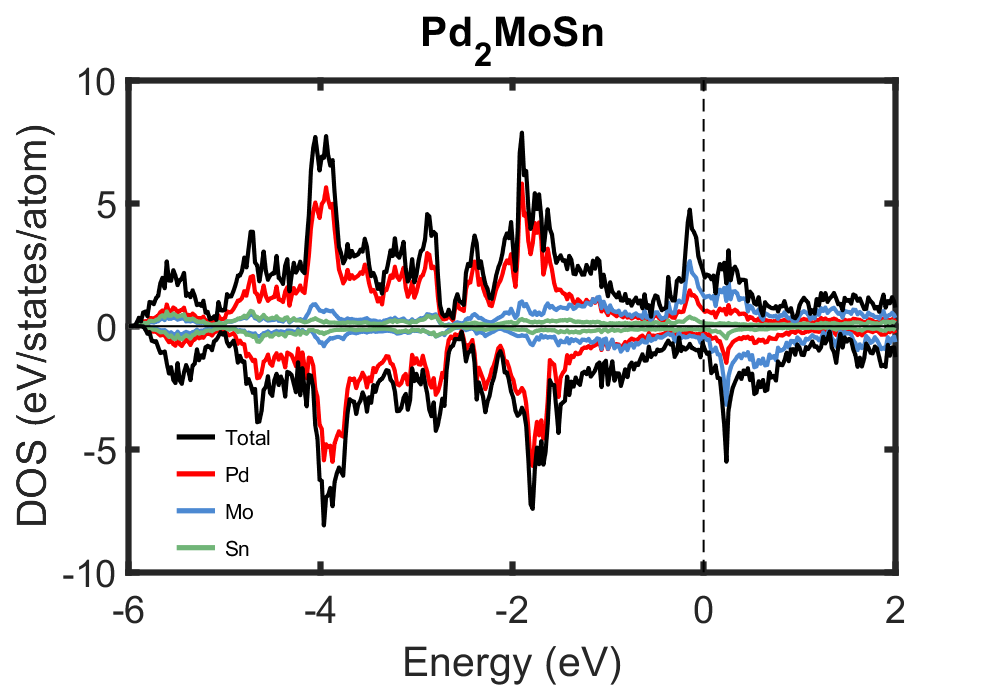 Pd2MoSn
10
5
0
-5
-10
DOS (eV/states/atom)
Total
Pd
Mo
Sn
-6 -4 -2 0 2
Energy (eV)